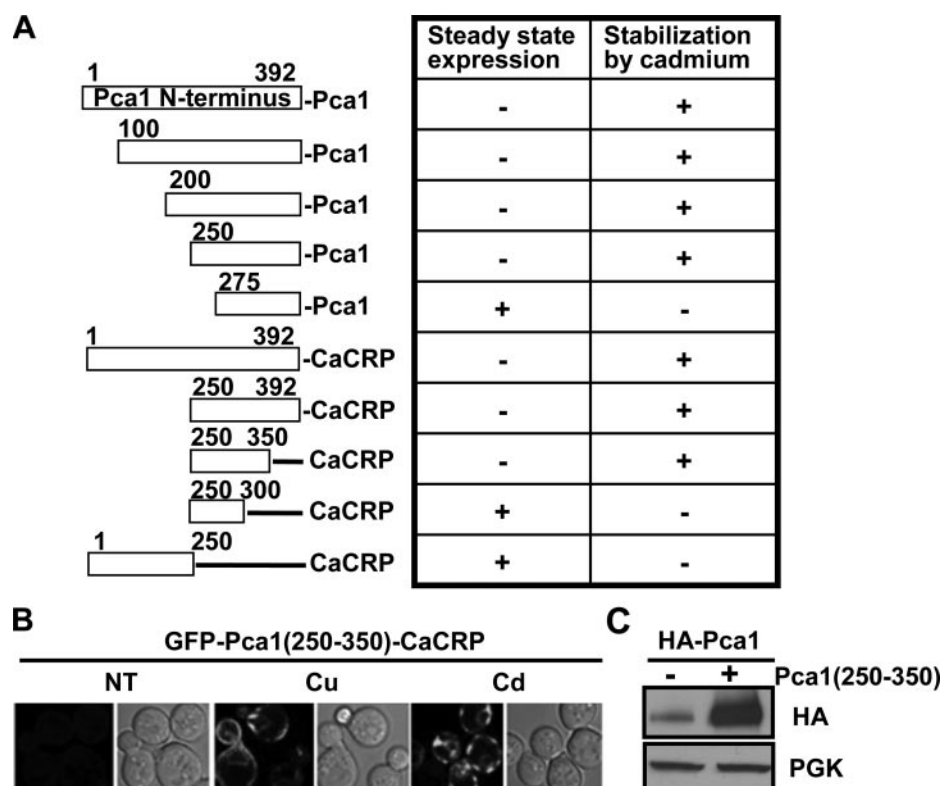 A
Steady state expression
Stabilization by cadmium
1 392
Pca1 N-terminus -Pca1 - +
100
-Pca1 - +
200
-Pca1 - +
250
-Pca1 - +
275
-Pca1 + -
1 392
-CaCRP - +
250 392
-CaCRP - +
250 350
CaCRP - +
250 300
CaCRP + -
1 250
CaCRP + -
B
GFP-Pca1(250-350)-CaCRP
NT Cu Cd
C
HA-Pca1
- + Pca1(250-350)
HA
PGK